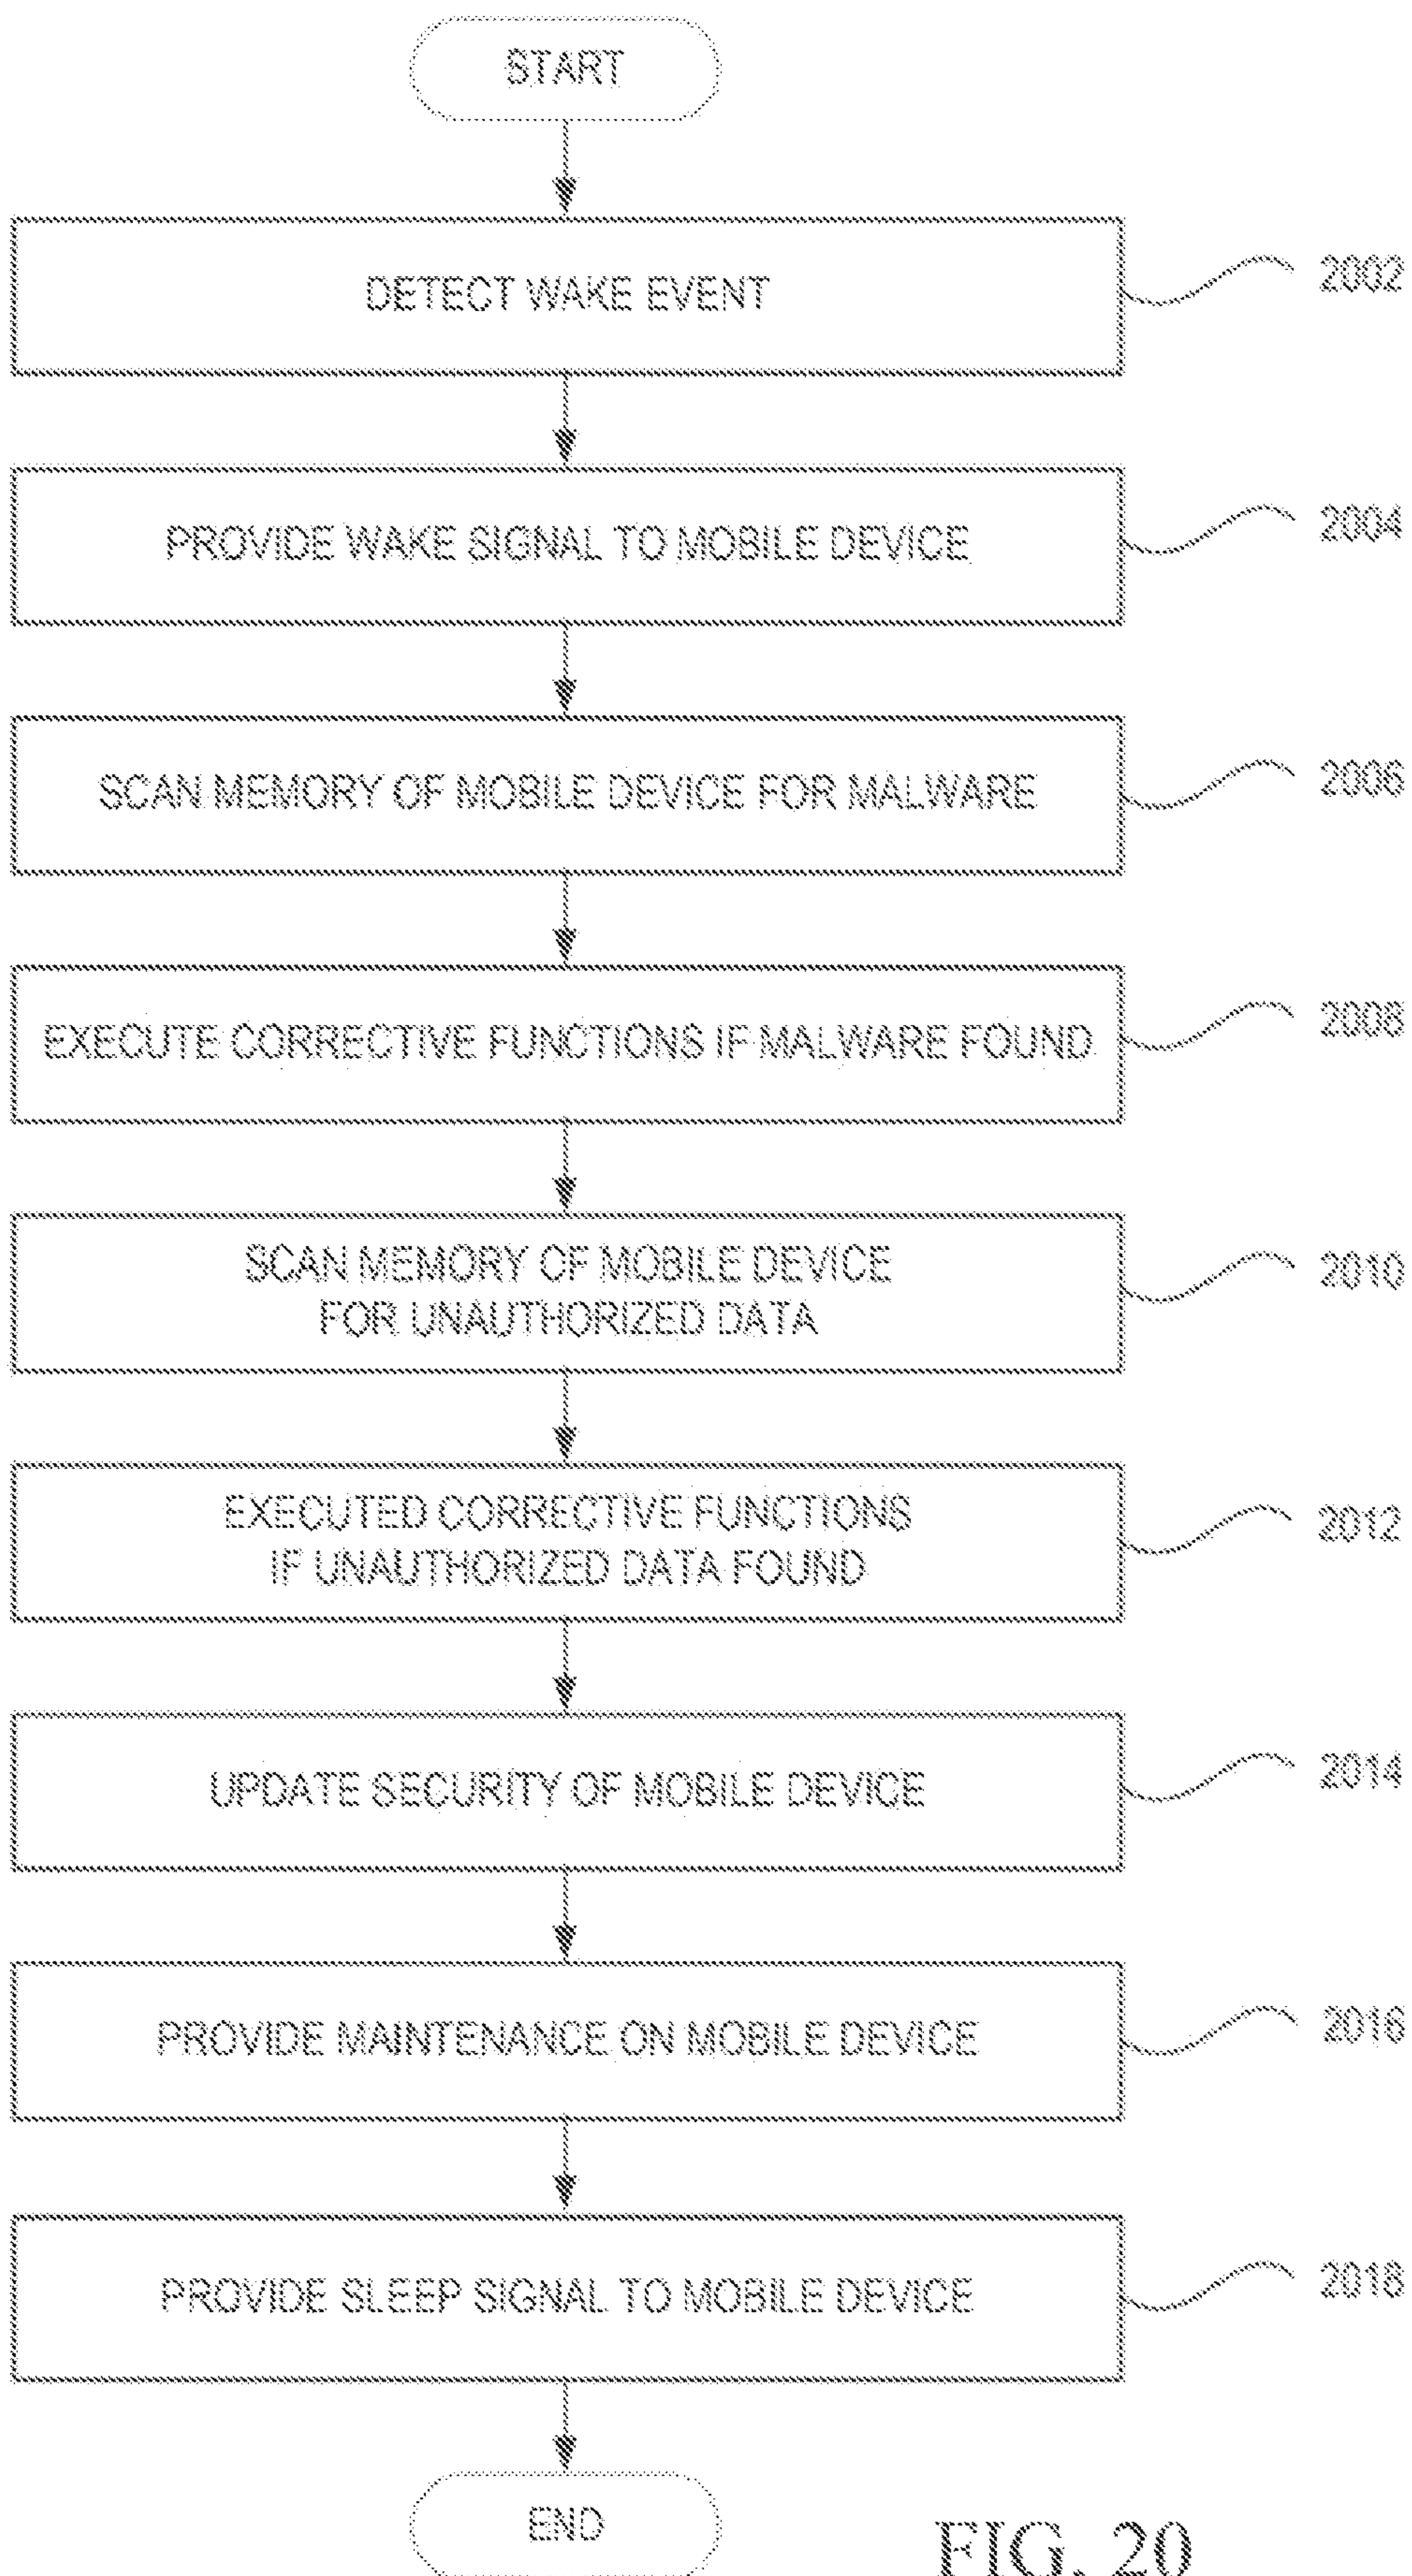 START
DETECT WAKE EVENT
2002
PROVIDE WAKE SIGNAL TO MOBILE DEVICE
2004
SCAN MEMORY OF MOBILE DEVICE FOR MALWARE
2006
EXECUTE CORRECTIVE FUNCTIONS IF MALWARE FOUND
2008
SCAN MEMORY OF MOBILE DEVICE
FOR UNAUTHORIZED DATA
2010
EXECUTED CORRECTIVE FUNCTIONS
IF UNAUTHORIZED DATA FOUND
2012
UPDATE SECURITY OF MOBILE DEVICE
2014
PROVIDE MAINTENANCE ON MOBILE DEVICE
2016
PROVIDE SLEEP SIGNAL TO MOBILE DEVICE
2018
END
FIG. 20